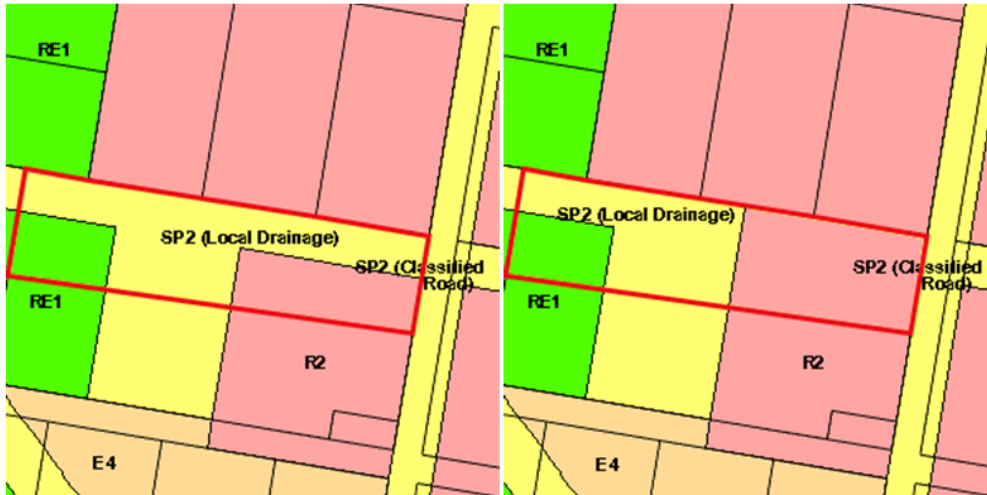 RE1
SP2 (Local Drainage)
SP2 (Classified
Road)
RE1
R2
E4
RE1
SP2 (Local Drainage)
SP2 (Classified
Road)
RE1
R2
E4